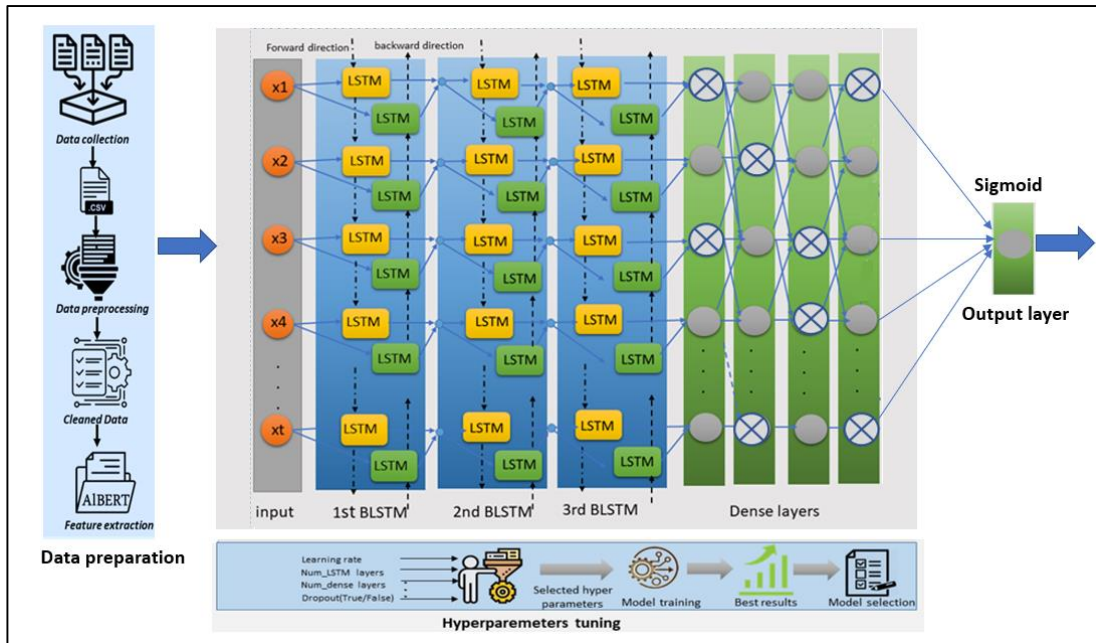 Data collection
.CSV
Data preprocessing
Cleaned Data
AlBERT
Feature extraction
Data preparation
Forward direction
backward direction
x1
LSTM
LSTM
LSTM
LSTM
LSTM
LSTM
x2
LSTM
LSTM
LSTM
LSTM
LSTM
LSTM
x3
LSTM
LSTM
LSTM
LSTM
LSTM
LSTM
x4
LSTM
LSTM
LSTM
LSTM
LSTM
LSTM
xt
LSTM
LSTM
LSTM
LSTM
LSTM
LSTM
input
1st BLSTM
2nd BLSTM
3rd BLSTM
Dense layers
Sigmoid
Output layer
Learning rate
Num_LSTM layers
Num_dense layers
Dropout(True/False)
Selected hyper
parameters
Model training
Best results
Model selection
Hyperparemeters tuning